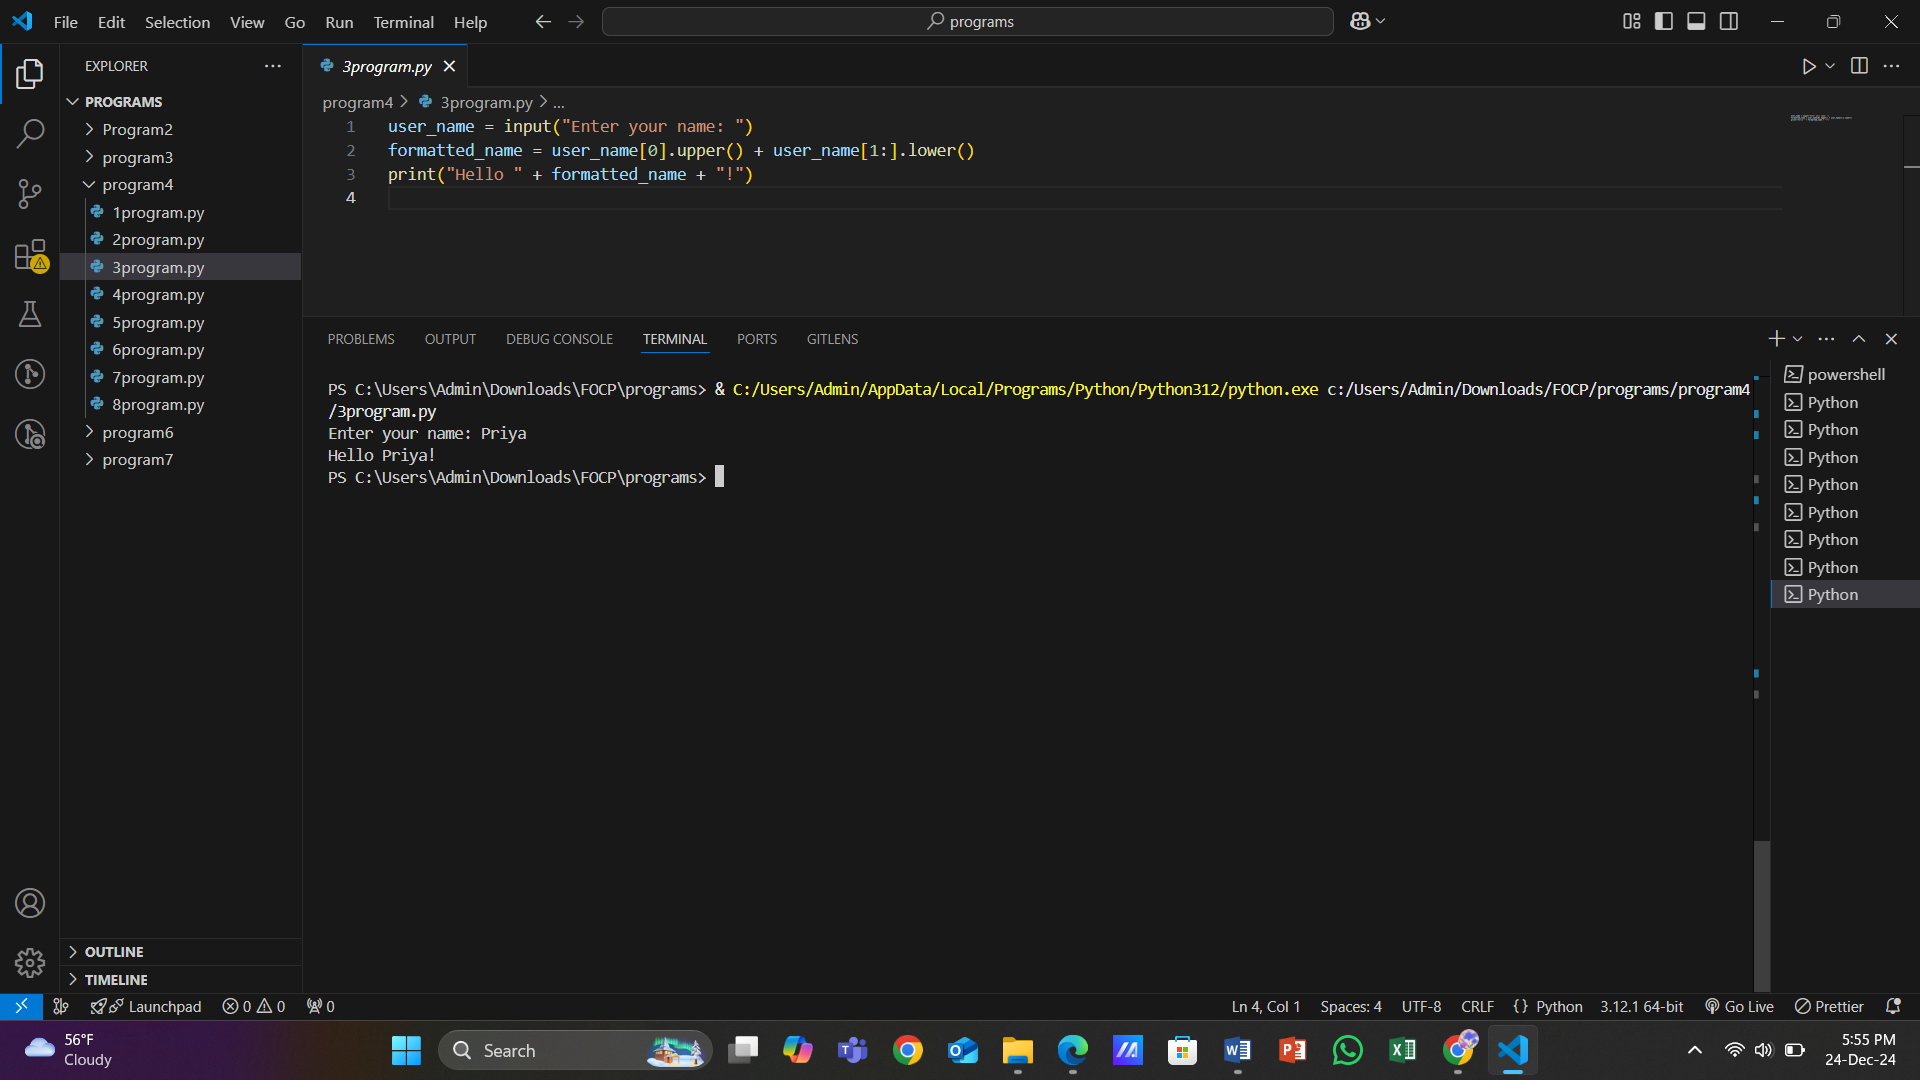 File Edit Selection View Go Run Terminal Help
programs
EXPLORER
PROGRAMS
Program2
program3
program4
1program.py
2program.py
3program.py
4program.py
5program.py
6program.py
7program.py
8program.py
program6
program7
OUTLINE
TIMELINE
3program.py
program4 > 3program.py > ...
1 user_name = input("Enter your name: ")
2 formatted_name = user_name[0].upper() + user_name[1:].lower()
3 print("Hello " + formatted_name + "!")
4
PROBLEMS OUTPUT DEBUG CONSOLE TERMINAL PORTS GITLENS
PS C:\Users\Admin\Downloads\FOCP\programs> & C:/Users/Admin/AppData/Local/Programs/Python/Python312/python.exe c:/Users/Admin/Downloads/FOCP/programs/program4
/3program.py
Enter your name: Priya
Hello Priya!
PS C:\Users\Admin\Downloads\FOCP\programs>
powershell
Python
Python
Python
Python
Python
Python
Python
Python
Launchpad 0 0 0 Ln 4, Col 1 Spaces: 4 UTF-8 CRLF {} Python 3.12.1 64-bit Go Live Prettier
56°F
Cloudy
Search
5:55 PM
24-Dec-24